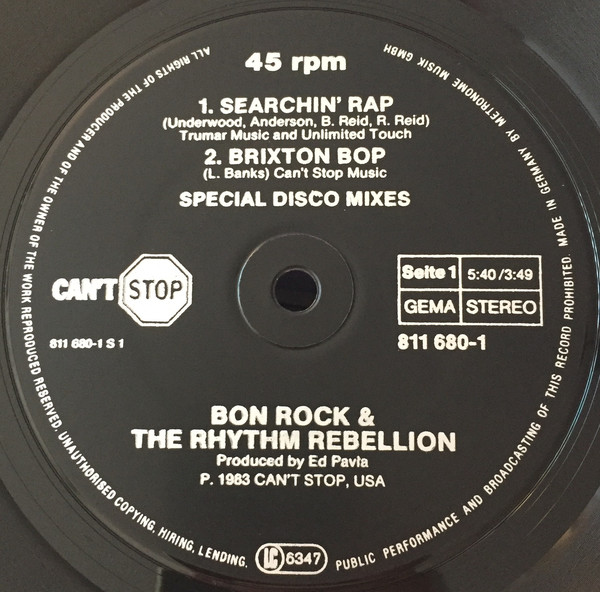 45 rpm
1. SEARCHIN' RAP
(Underwood, Anderson, B. Reid, R. Reid)
Trumar Music and Unlimited Touch
2. BRIXTON BOP
(L. Banks) Can't Stop Music
SPECIAL DISCO MIXES
CAN'T STOP
811 680-1 S 1
Seite 1 5:40/3:49
GEMA STEREO
811 680-1
BON ROCK &
THE RHYTHM REBELLION
Produced by Ed Pavia
P. 1983 CAN'T STOP, USA
ALL RIGHTS OF THE PRODUCER AND OF THE OWNER OF THE WORK REPRODUCED RESERVED. UNAUTHORISED COPYING, HIRING, LENDING, PUBLIC PERFORMANCE AND BROADCASTING OF THIS RECORD PROHIBITED. MADE IN GERMANY BY METRONOME MUSIK GMBH
LC 6347